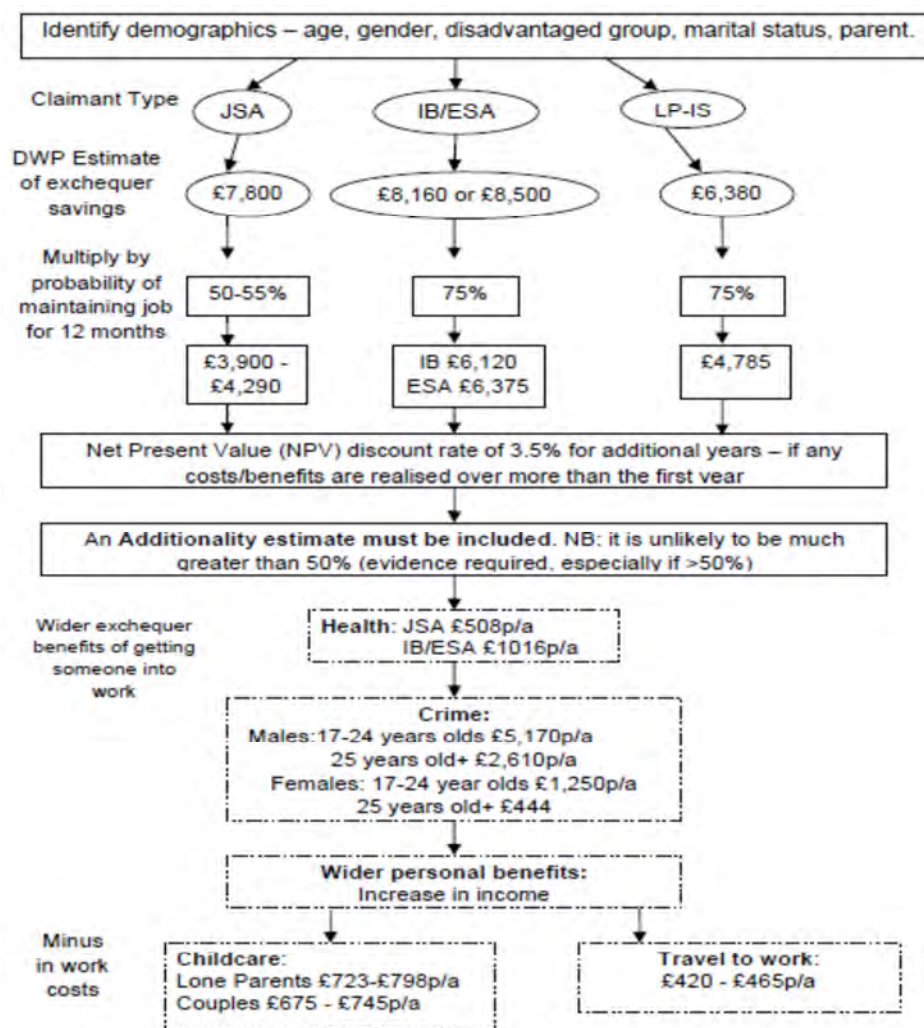 Identify demographics – age, gender, disadvantaged group, marital status, parent.
Claimant Type
JSA
IB/ESA
LP-IS
DWP Estimate
of exchequer
savings
£7,800
£8,160 or £8,500
£6,380
Multiply by
probability of
maintaining job
for 12 months
50-55%
75%
75%
£3,900 -
£4,290
IB £6,120
ESA £6,375
£4,785
Net Present Value (NPV) discount rate of 3.5% for additional years – if any
costs/benefits are realised over more than the first year
An Additionality estimate must be included. NB: it is unlikely to be much
greater than 50% (evidence required, especially if >50%)
Wider exchequer
benefits of getting
someone into
work
Health: JSA £508p/a
IB/ESA £1016p/a
Crime:
Males:17-24 years olds £5,170p/a
25 years old+ £2,610p/a
Females: 17-24 year olds £1,250p/a
25 years old+ £444
Wider personal benefits:
Increase in income
Minus
in work
costs
Childcare:
Lone Parents £723-£798p/a
Couples £675 - £745p/a
Travel to work:
£420 - £465p/a